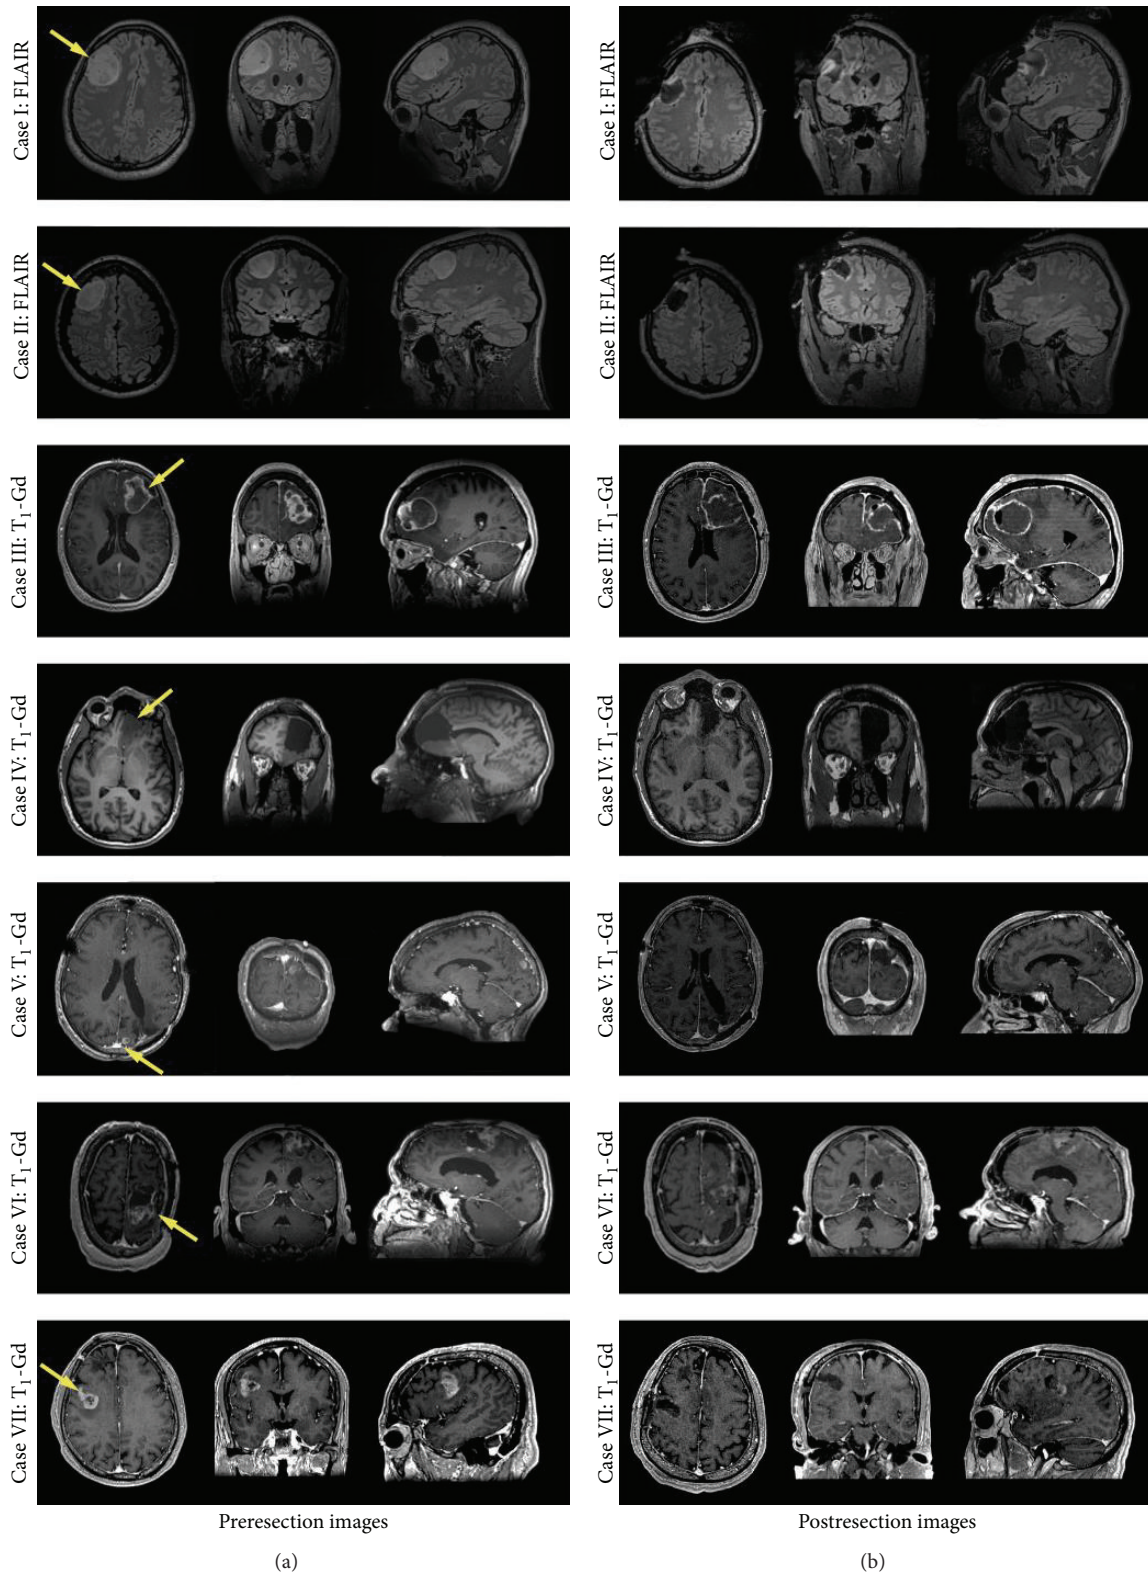 Case I: FLAIR
Case I: FLAIR
Case II: FLAIR
Case II: FLAIR
Case III: T₁-Gd
Case III: T₁-Gd
Case IV: T₁-Gd
Case IV: T₁-Gd
Case V: T₁-Gd
Case V: T₁-Gd
Case VI: T₁-Gd
Case VI: T₁-Gd
Case VII: T₁-Gd
Case VII: T₁-Gd
Preresection images
Postresection images
(a)
(b)